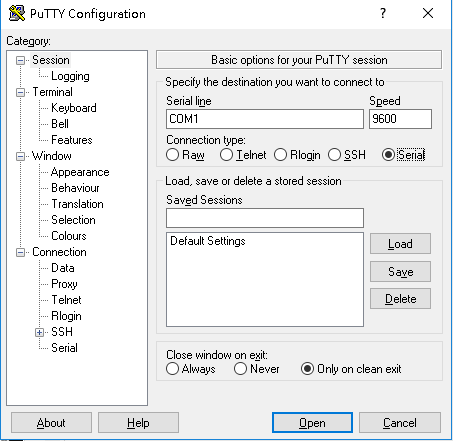 PuTTY Configuration
?
Category:
Session
Logging
Terminal
Keyboard
Bell
Features
Window
Appearance
Behaviour
Translation
Selection
Colours
Connection
Data
Proxy
Telnet
Rlogin
SSH
Serial
Basic options for your PuTTY session
Specify the destination you want to connect to
Serial line Speed
COM1 9600
Connection type:
Raw Telnet Rlogin SSH Serial
Load, save or delete a stored session
Saved Sessions
Default Settings
Load
Save
Delete
Close window on exit:
Always Never Only on clean exit
About Help Open Cancel